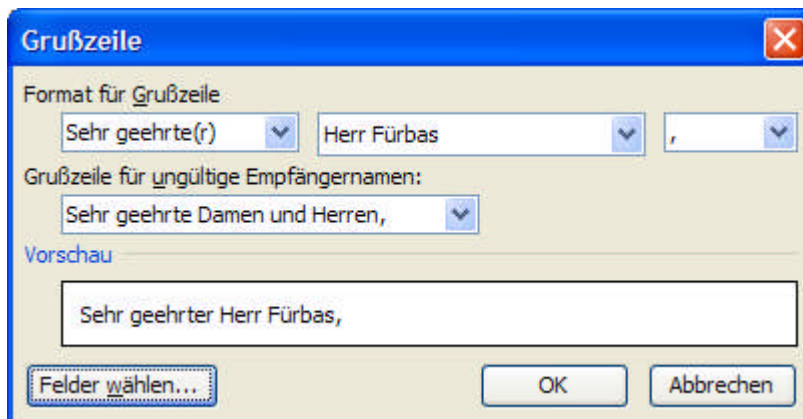 Grußzeile
Format für Grußzeile
Sehr geehrte(r) Herr Fürbas ,
Grußzeile für ungültige Empfängernamen:
Sehr geehrte Damen und Herren,
Vorschau
Sehr geehrter Herr Fürbas,
Felder wählen... OK Abbrechen